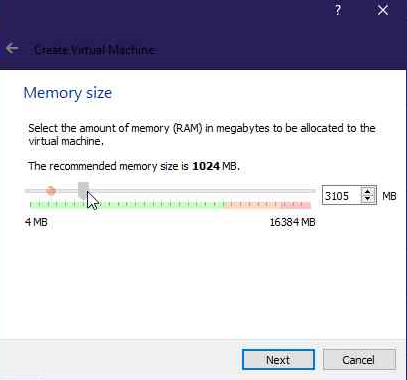 ?
Create Virtual Machine
Memory size
Select the amount of memory (RAM) in megabytes to be allocated to the
virtual machine.
The recommended memory size is 1024 MB.
3105 MB
4 MB 16384 MB
Next Cancel